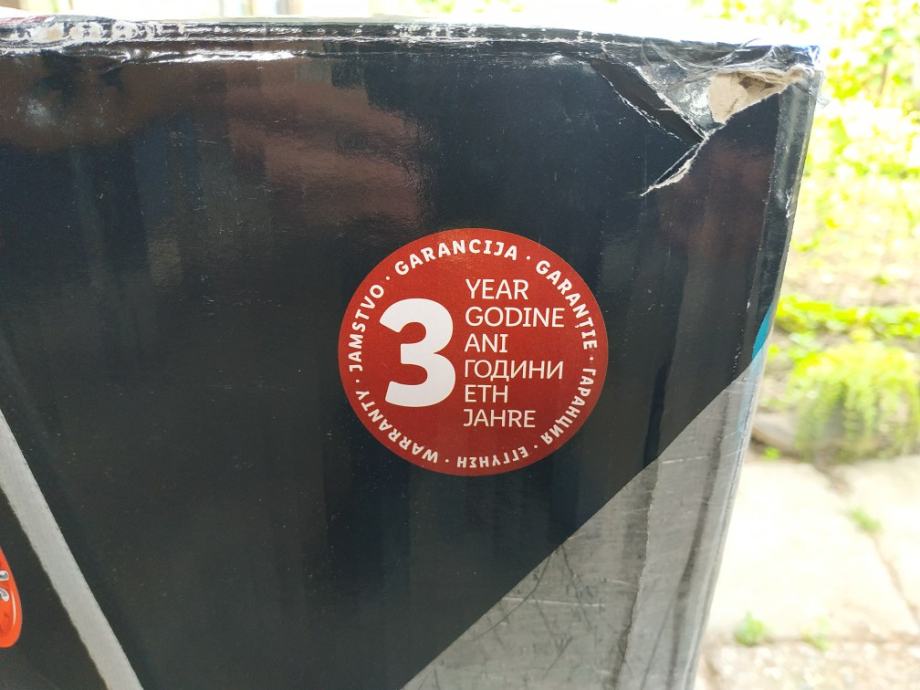 WARRANTY · JAMSTVO · GARANCIJA · GARANȚIE · ГАРАНЦИЯ · ΕΓΓΥΗΣΗ ·
3
YEAR
GODINE
ANI
ГОДИНИ
ΕΤΗ
JAHRE